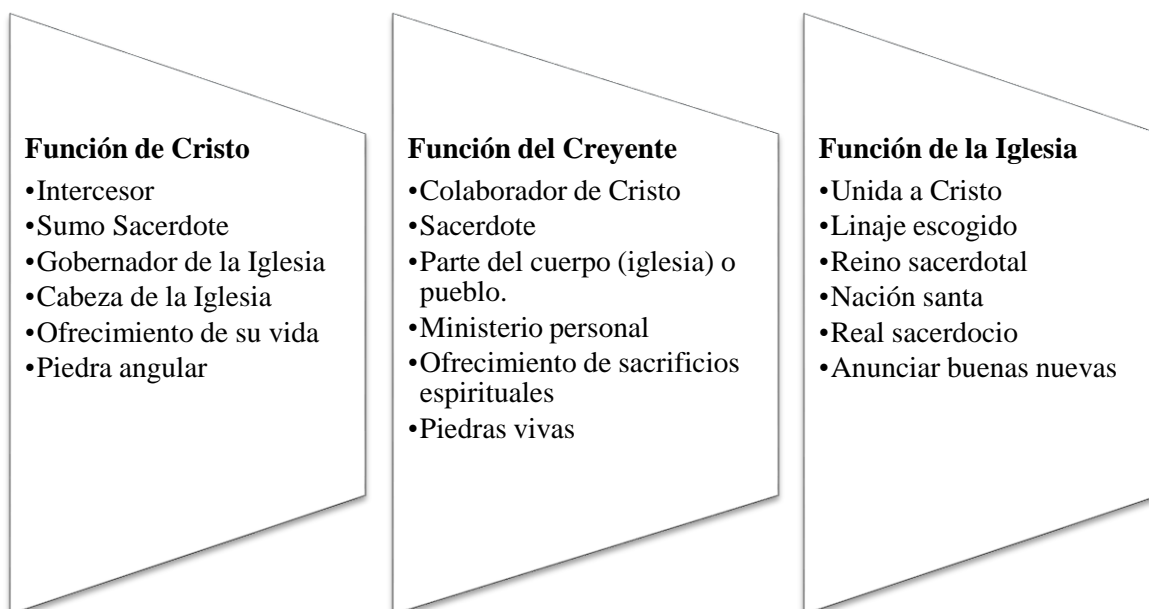 Función de Cristo
•Intercesor
•Sumo Sacerdote
•Gobernador de la Iglesia
•Cabeza de la Iglesia
•Ofrecimiento de su vida
•Piedra angular
Función del Creyente
•Colaborador de Cristo
•Sacerdote
•Parte del cuerpo (iglesia) o
pueblo.
•Ministerio personal
•Ofrecimiento de sacrificios
espirituales
•Piedras vivas
Función de la Iglesia
•Unida a Cristo
•Linaje escogido
•Reino sacerdotal
•Nación santa
•Real sacerdocio
•Anunciar buenas nuevas